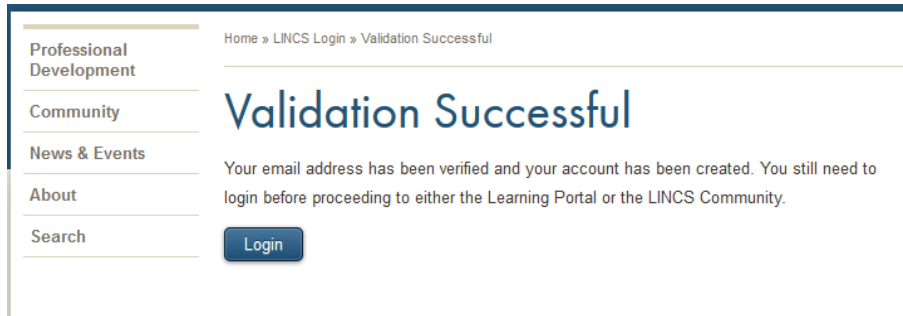 Professional
Development
Community
News & Events
About
Search
Home » LINCS Login » Validation Successful
Validation Successful
Your email address has been verified and your account has been created. You still need to
login before proceeding to either the Learning Portal or the LINCS Community.
Login